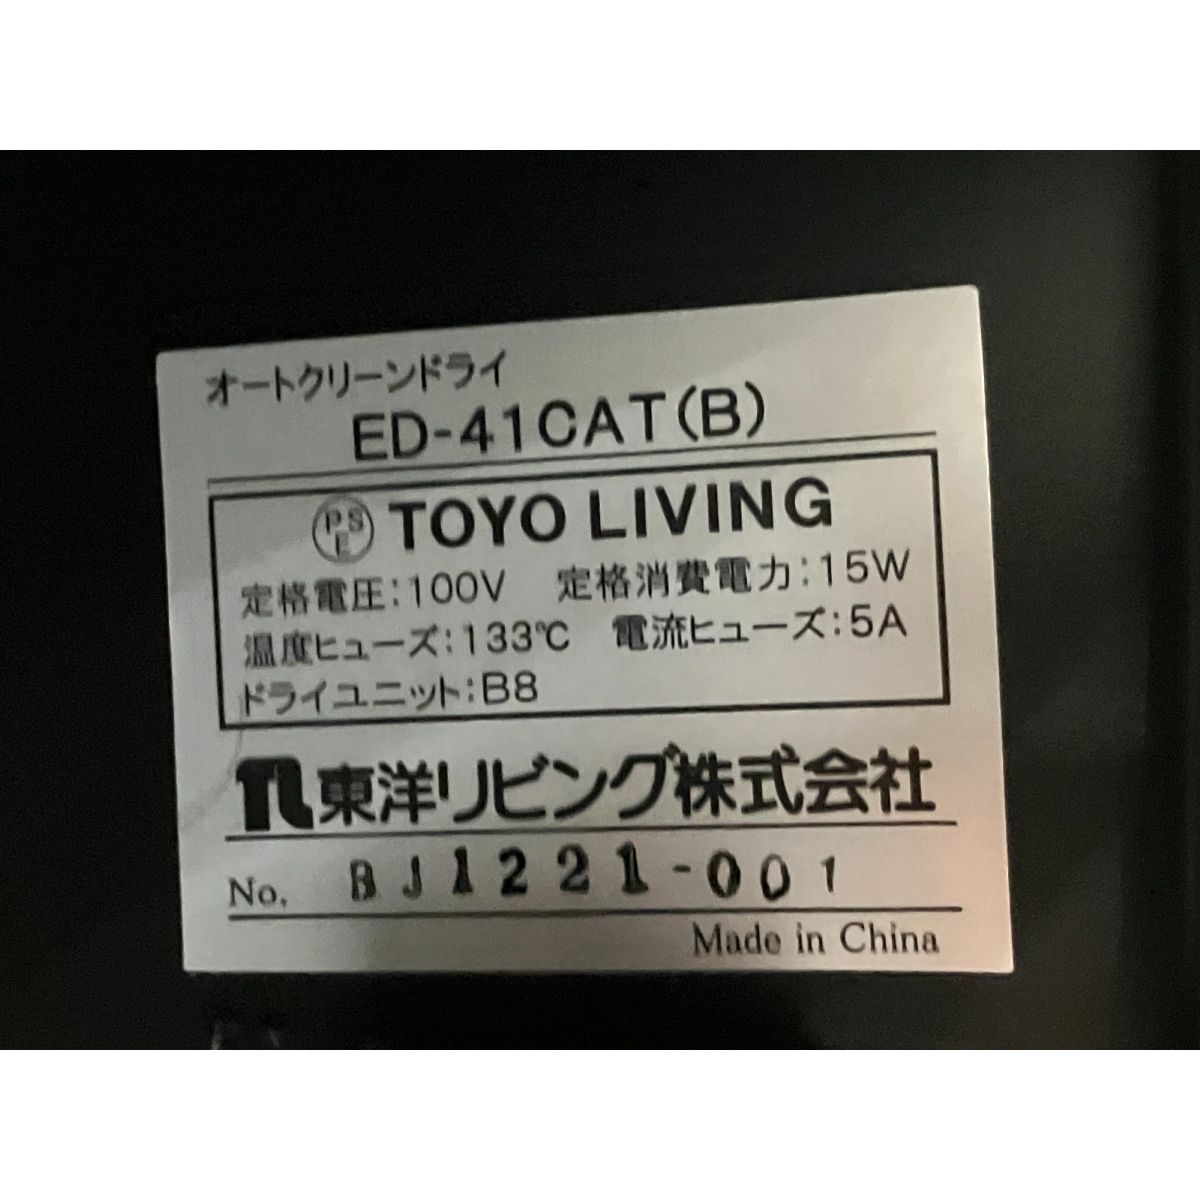 オートクリーンドライ
ED-41CAT(B)
PSE TOYO LIVING
定格電圧:100V 定格消費電力:15W
温度ヒューズ:133℃ 電流ヒューズ:5A
ドライユニット:B8
東洋リビング株式会社
No. BJ1221-001
Made in China